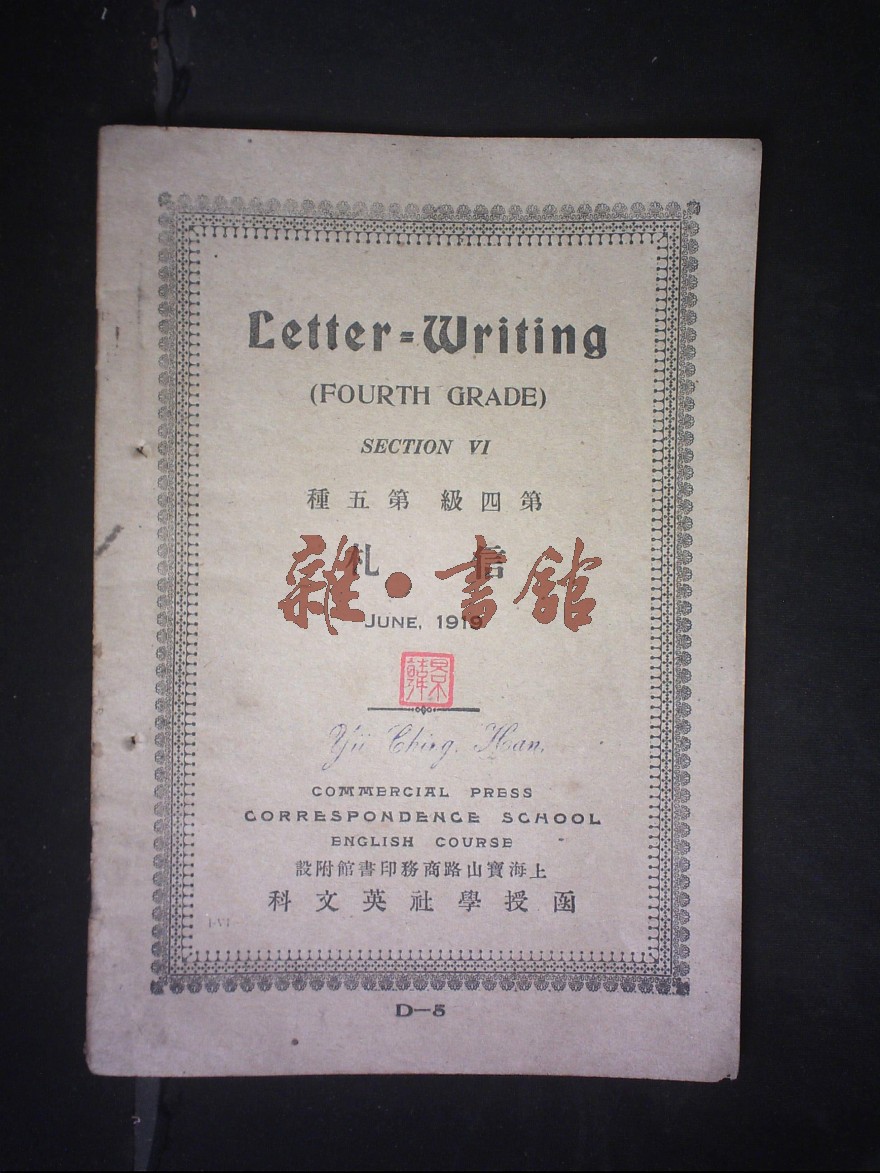 Letter=Writing
(FOURTH GRADE)
SECTION VI
第四級 第五種
信札
雜·書館
JUNE, 1919
景韓
Yü Ching Han.
COMMERCIAL PRESS
CORRESPONDENCE SCHOOL
ENGLISH COURSE
上海寶山路商務印書館附設
函授學社英文科
I-VI
D—5